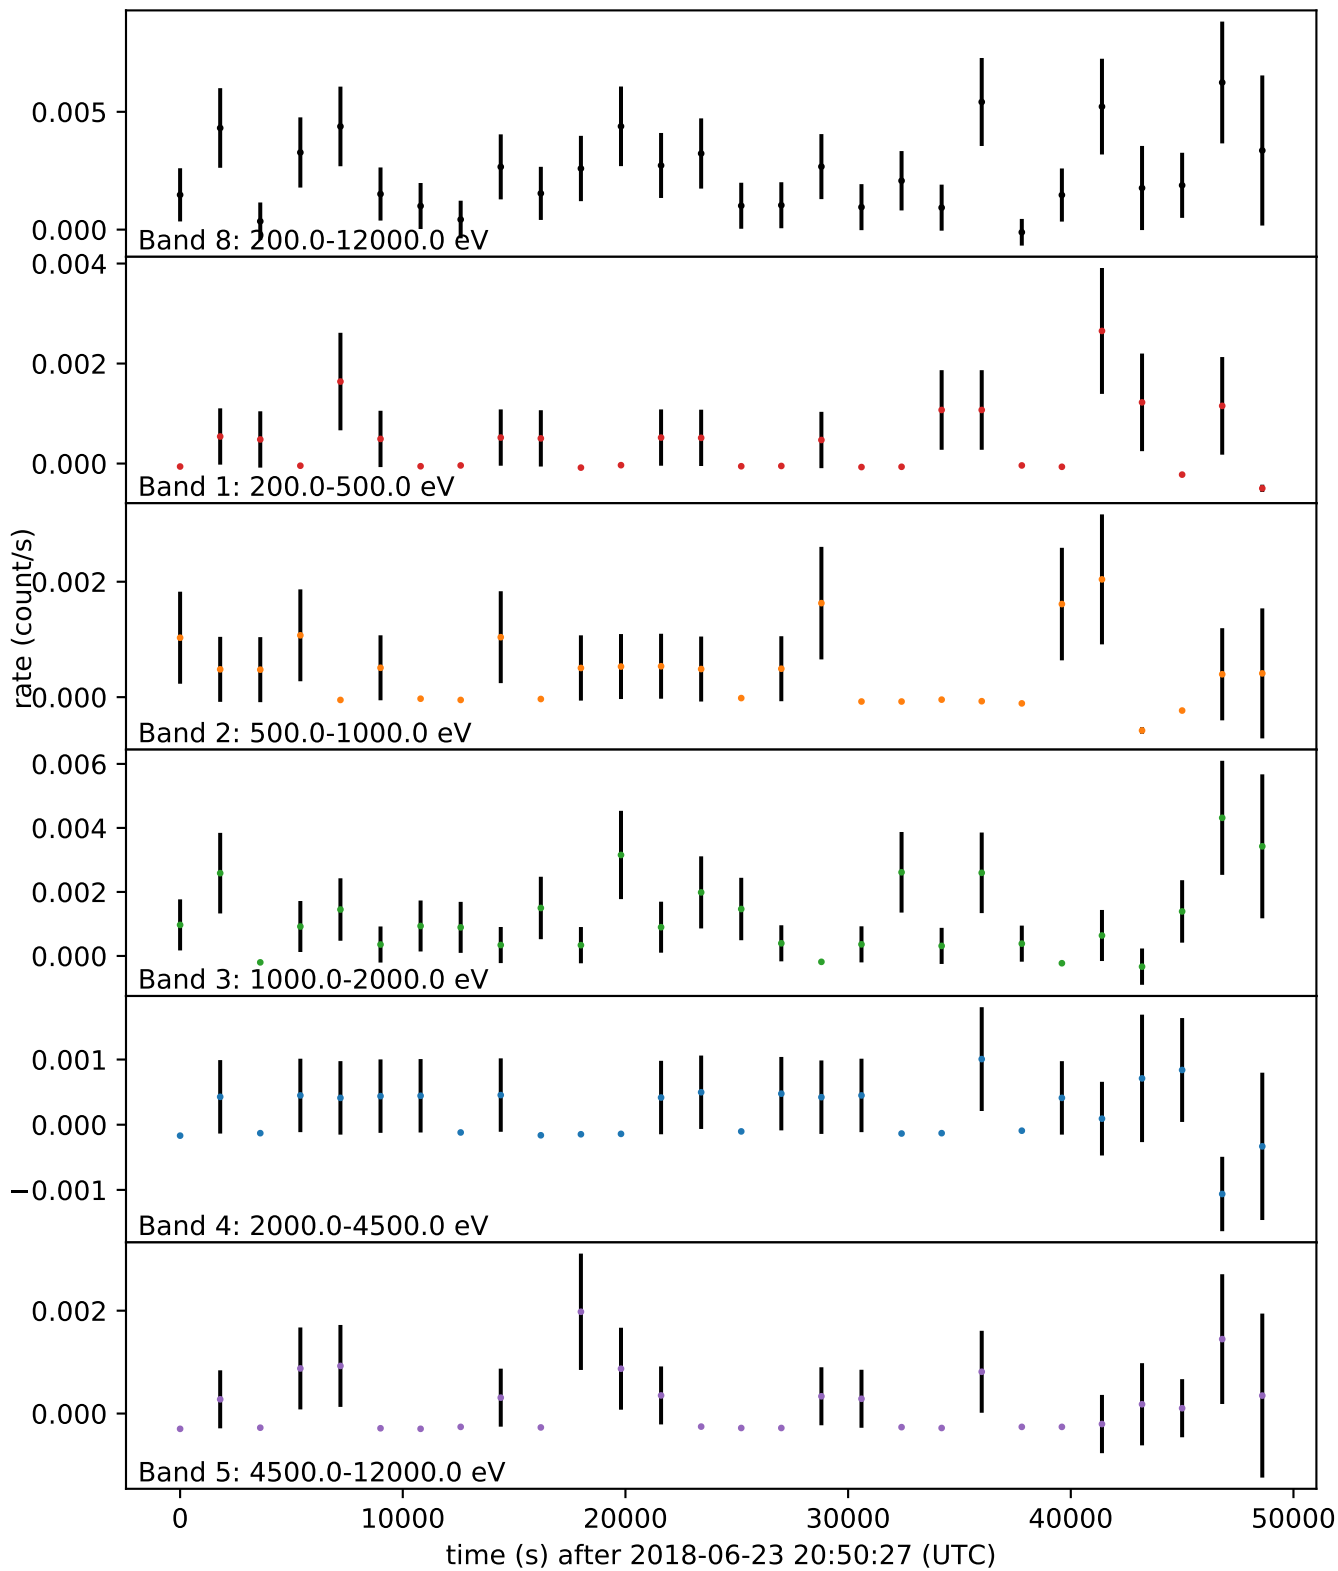 0.005
0.000
Band 8: 200.0-12000.0 eV
0.004
0.002
0.000
Band 1: 200.0-500.0 eV
rate (count/s)
0.002
0.000
Band 2: 500.0-1000.0 eV
0.006
0.004
0.002
0.000
Band 3: 1000.0-2000.0 eV
0.001
0.000
−0.001
Band 4: 2000.0-4500.0 eV
0.002
0.000
Band 5: 4500.0-12000.0 eV
0 10000 20000 30000 40000 50000
time (s) after 2018-06-23 20:50:27 (UTC)